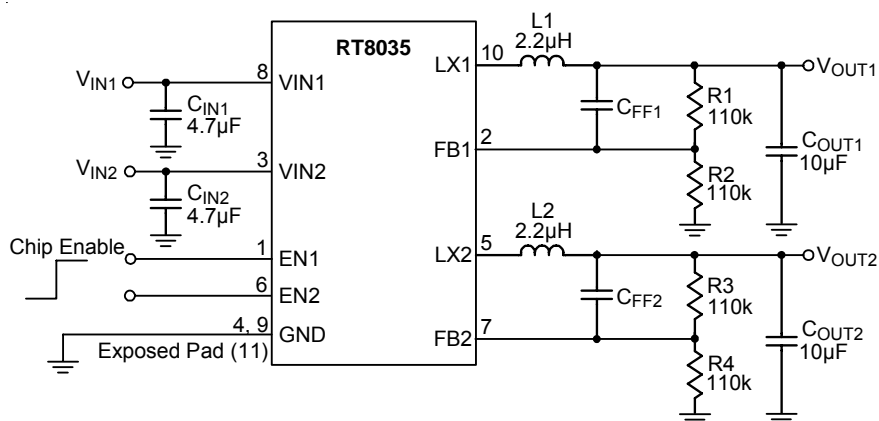 RT8035
VIN1
8
VIN1
CIN1
4.7µF
VIN2
3
VIN2
CIN2
4.7µF
Chip Enable
1
EN1
6
EN2
4, 9
GND
Exposed Pad (11)
LX1
10
L1
2.2µH
VOUT1
CFF1
R1
110k
FB1
2
R2
110k
COUT1
10µF
LX2
5
L2
2.2µH
VOUT2
CFF2
R3
110k
FB2
7
R4
110k
COUT2
10µF